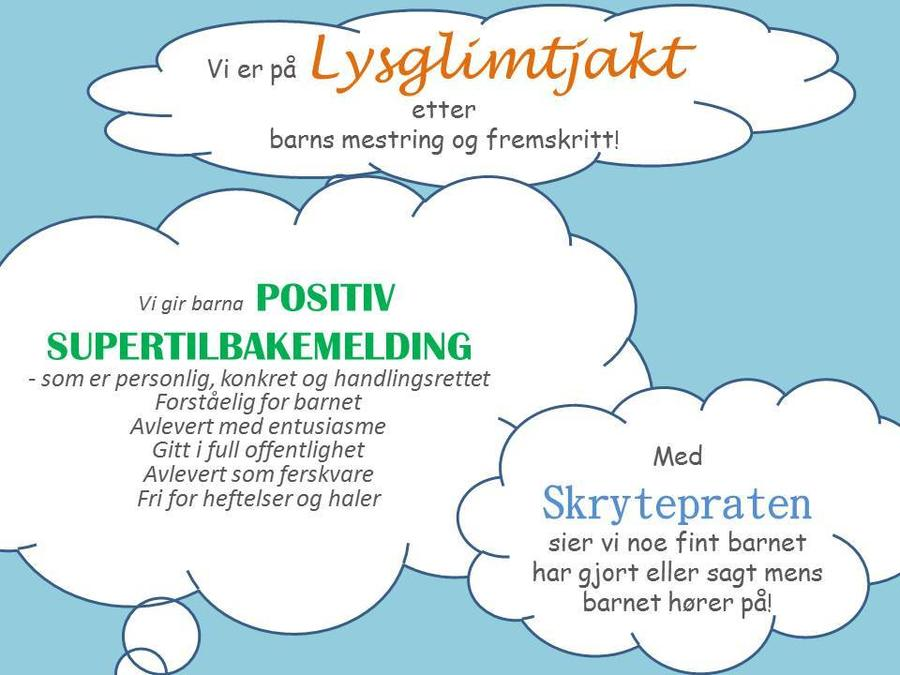 Vi er på Lysglimtjakt
etter
barns mestring og fremskritt!
Vi gir barna POSITIV
SUPERTILBAKEMELDING
- som er personlig, konkret og handlingsrettet
Forståelig for barnet
Avlevert med entusiasme
Gitt i full offentlighet
Avlevert som ferskvare
Fri for heftelser og haler
Med
Skrytepraten
sier vi noe fint barnet
har gjort eller sagt mens
barnet hører på!